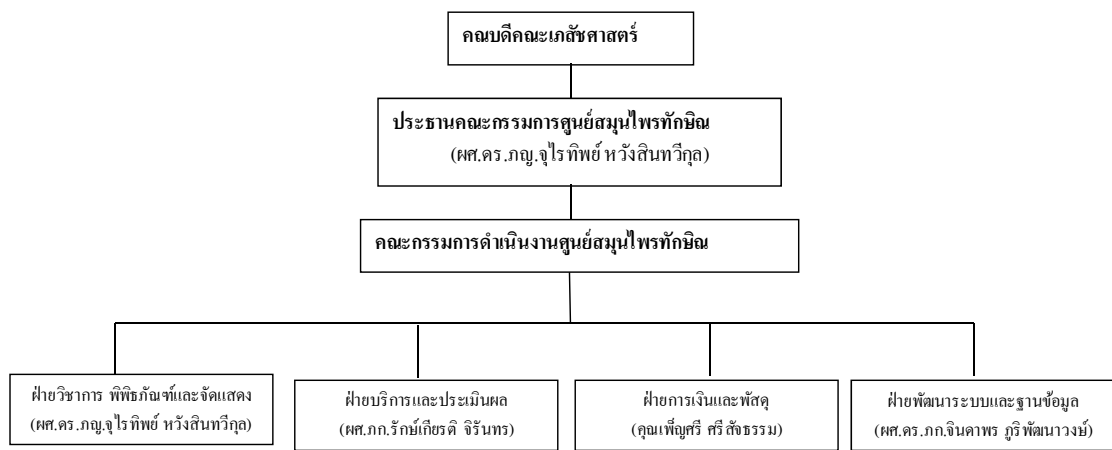 คณบดีคณะเภสัชศาสตร์
ประธานคณะกรรมการศูนย์สมุนไพรทักษิณ
(ผศ.ดร.ภญ.จุไรทิพย์ หวังสินทวีกุล)
คณะกรรมการดำเนินงานศูนย์สมุนไพรทักษิณ
ฝ่ายวิชาการ พิพิธภัณฑ์และจัดแสดง
(ผศ.ดร.ภญ.จุไรทิพย์ หวังสินทวีกุล)
ฝ่ายบริการและประเมินผล
(ผศ.ภก.รักษ์เกียรติ จิรันทร)
ฝ่ายการเงินและพัสดุ
(คุณเพ็ญศรี ศรีสัจธรรม)
ฝ่ายพัฒนาระบบและฐานข้อมูล
(ผศ.ดร.ภก.จินดาพร ภูริพัฒนาวงษ์)